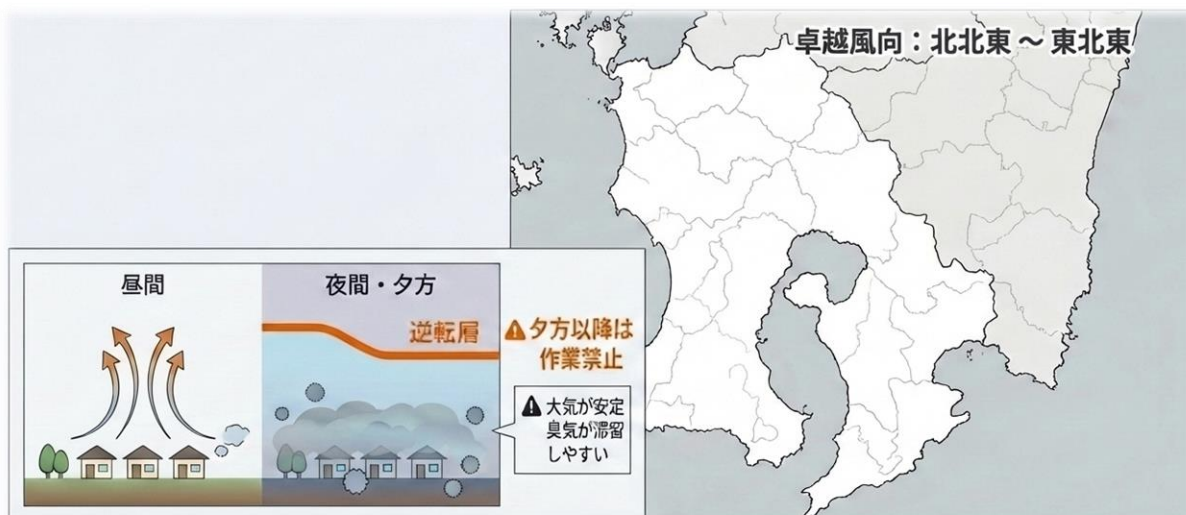 卓越風向：北北東 ～ 東北東
昼間
夜間・夕方
逆転層
夕方以降は
作業禁止
大気が安定
臭気が滞留
しやすい